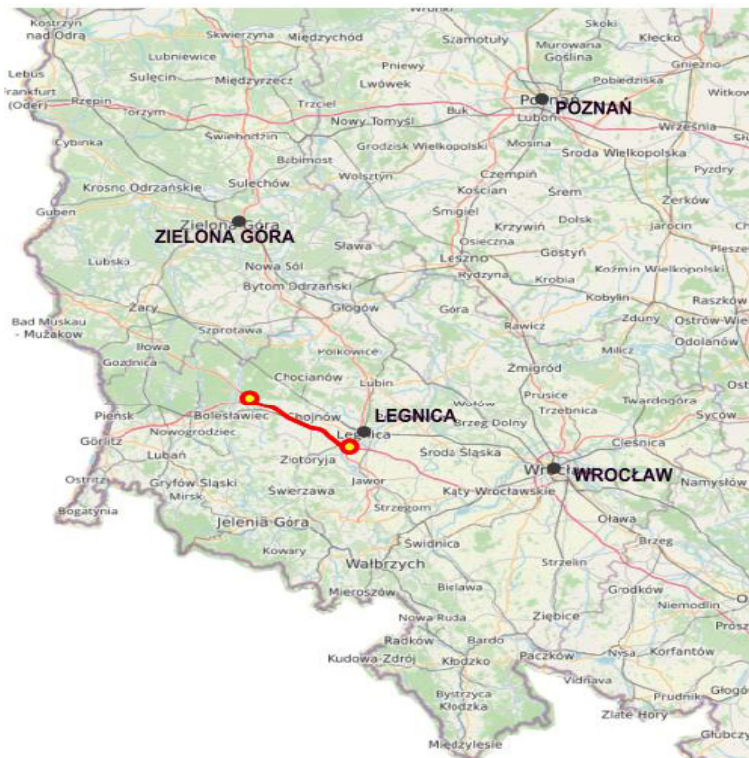 Kostrzyn
nad Odrą
Skwierzyna
Międzychód
Wronki
Szamotuły
Murowana
Goślina
Skoki
Kłecko
Lubniewice
Pniewy
Pobiedziska
Gniezno
Lebus
Sulęcin
Międzyrzecz
Lwówek
Frankfurt
(Oder)
Rzepin
Torzym
Trzciel
Buk
POZNAŃ
Luboń
Witkowo
Nowy Tomyśl
Września
Cybinka
Świebodzin
Grodzisk Wielkopolski
Mosina
Środa Wielkopolska
Babimost
Wolsztyn
Czempiń
Pyzdry
Krosno Odrzańskie
Sulechów
Kościan
Śrem
Żerków
Guben
Zielona Góra
Śmigiel
Krzywiń
Dolsk
Jarocin
ZIELONA GÓRA
Sława
Osieczna
Gostyń
Leszno
Lubsko
Nowa Sól
Rydzyna
Koźmin Wielkopolski
Bytom Odrzański
Krobia
Kobylin
Raszków
Żary
Głogów
Góra
Bad Muskau
- Mużakow
Szprotawa
Rawicz
Zduny
Odolanów
Iłowa
Polkowice
Milicz
Gozdnica
Chocianów
Lubin
Żmigród
Prusice
Twardogóra
Pieńsk
Bolesławiec
Chojnów
LEGNICA
Wołów
Trzebnica
Brzeg Dolny
Syców
Görlitz
Nowogrodziec
Legnica
Oleśnica
Lubań
Złotoryja
Środa Śląska
Wrocław
WROCŁAW
Ostritz
Gryfów Śląski
Mirsk
Świerzawa
Jawor
Kąty Wrocławskie
Namysłów
Bogatynia
Strzegom
Jelenia Góra
Oława
Kowary
Świdnica
Brzeg
Wałbrzych
Strzelin
Mieroszów
Bielawa
Grodków
Nowa Ruda
Ziębice
Niemodlin
Radków
Bardo
Kudowa-Zdrój
Kłodzko
Paczków
Nysa
Korfantów
Vidnava
Bystrzyca
Kłodzka
Prudnik
Zlaté Hory
Międzylesie